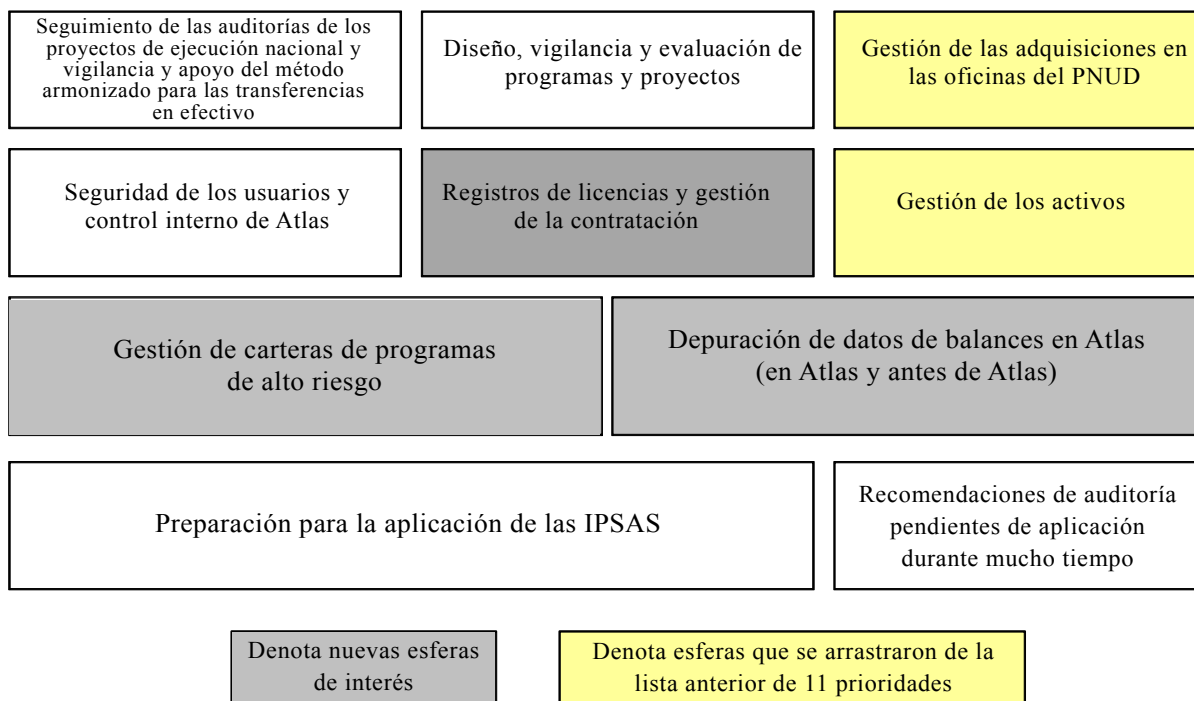 Seguimiento de las auditorías de los
proyectos de ejecución nacional y
vigilancia y apoyo del método
armonizado para las transferencias
en efectivo
Diseño, vigilancia y evaluación de
programas y proyectos
Gestión de las adquisiciones en
las oficinas del PNUD
Seguridad de los usuarios y
control interno de Atlas
Registros de licencias y gestión
de la contratación
Gestión de los activos
Gestión de carteras de programas
de alto riesgo
Depuración de datos de balances en Atlas
(en Atlas y antes de Atlas)
Preparación para la aplicación de las IPSAS
Recomendaciones de auditoría
pendientes de aplicación
durante mucho tiempo
Denota nuevas esferas
de interés
Denota esferas que se arrastraron de la
lista anterior de 11 prioridades